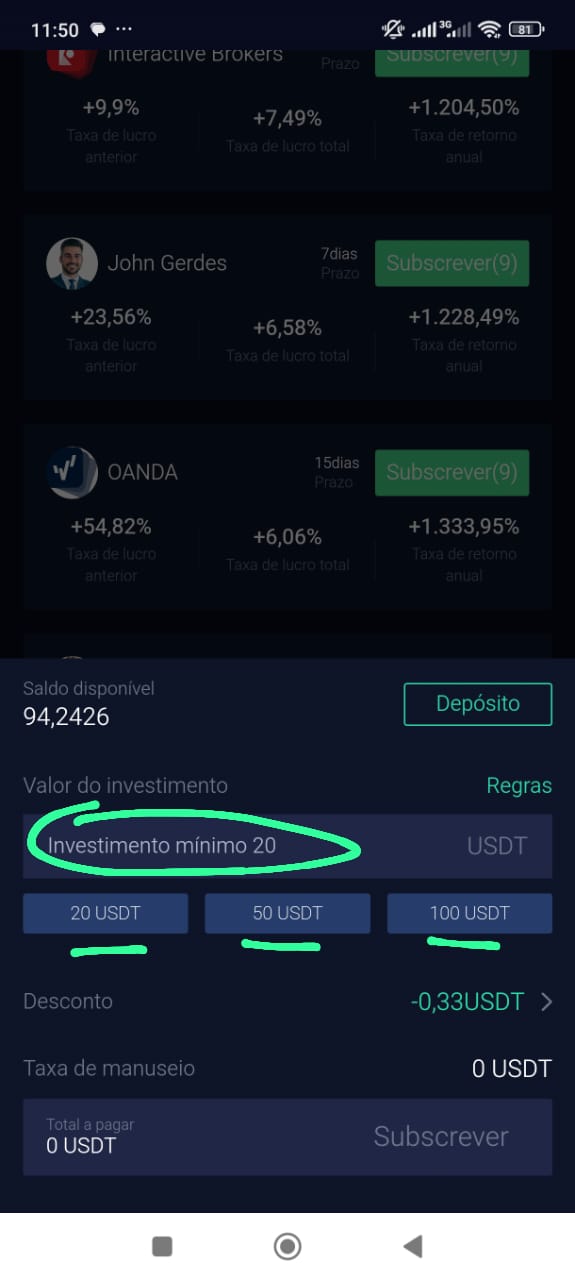 11:50
3G
81
Interactive Brokers
Prazo
Subscrever(9)
+9,9%
Taxa de lucro anterior
+7,49%
Taxa de lucro total
+1.204,50%
Taxa de retorno anual
John Gerdes
7dias
Prazo
Subscrever(9)
+23,56%
Taxa de lucro anterior
+6,58%
Taxa de lucro total
+1.228,49%
Taxa de retorno anual
OANDA
15dias
Prazo
Subscrever(9)
+54,82%
Taxa de lucro anterior
+6,06%
Taxa de lucro total
+1.333,95%
Taxa de retorno anual
Saldo disponível
94,2426
Depósito
Valor do investimento
Regras
Investimento mínimo 20
USDT
20 USDT
50 USDT
100 USDT
Desconto
-0,33USDT
Taxa de manuseio
0 USDT
Total a pagar
0 USDT
Subscrever